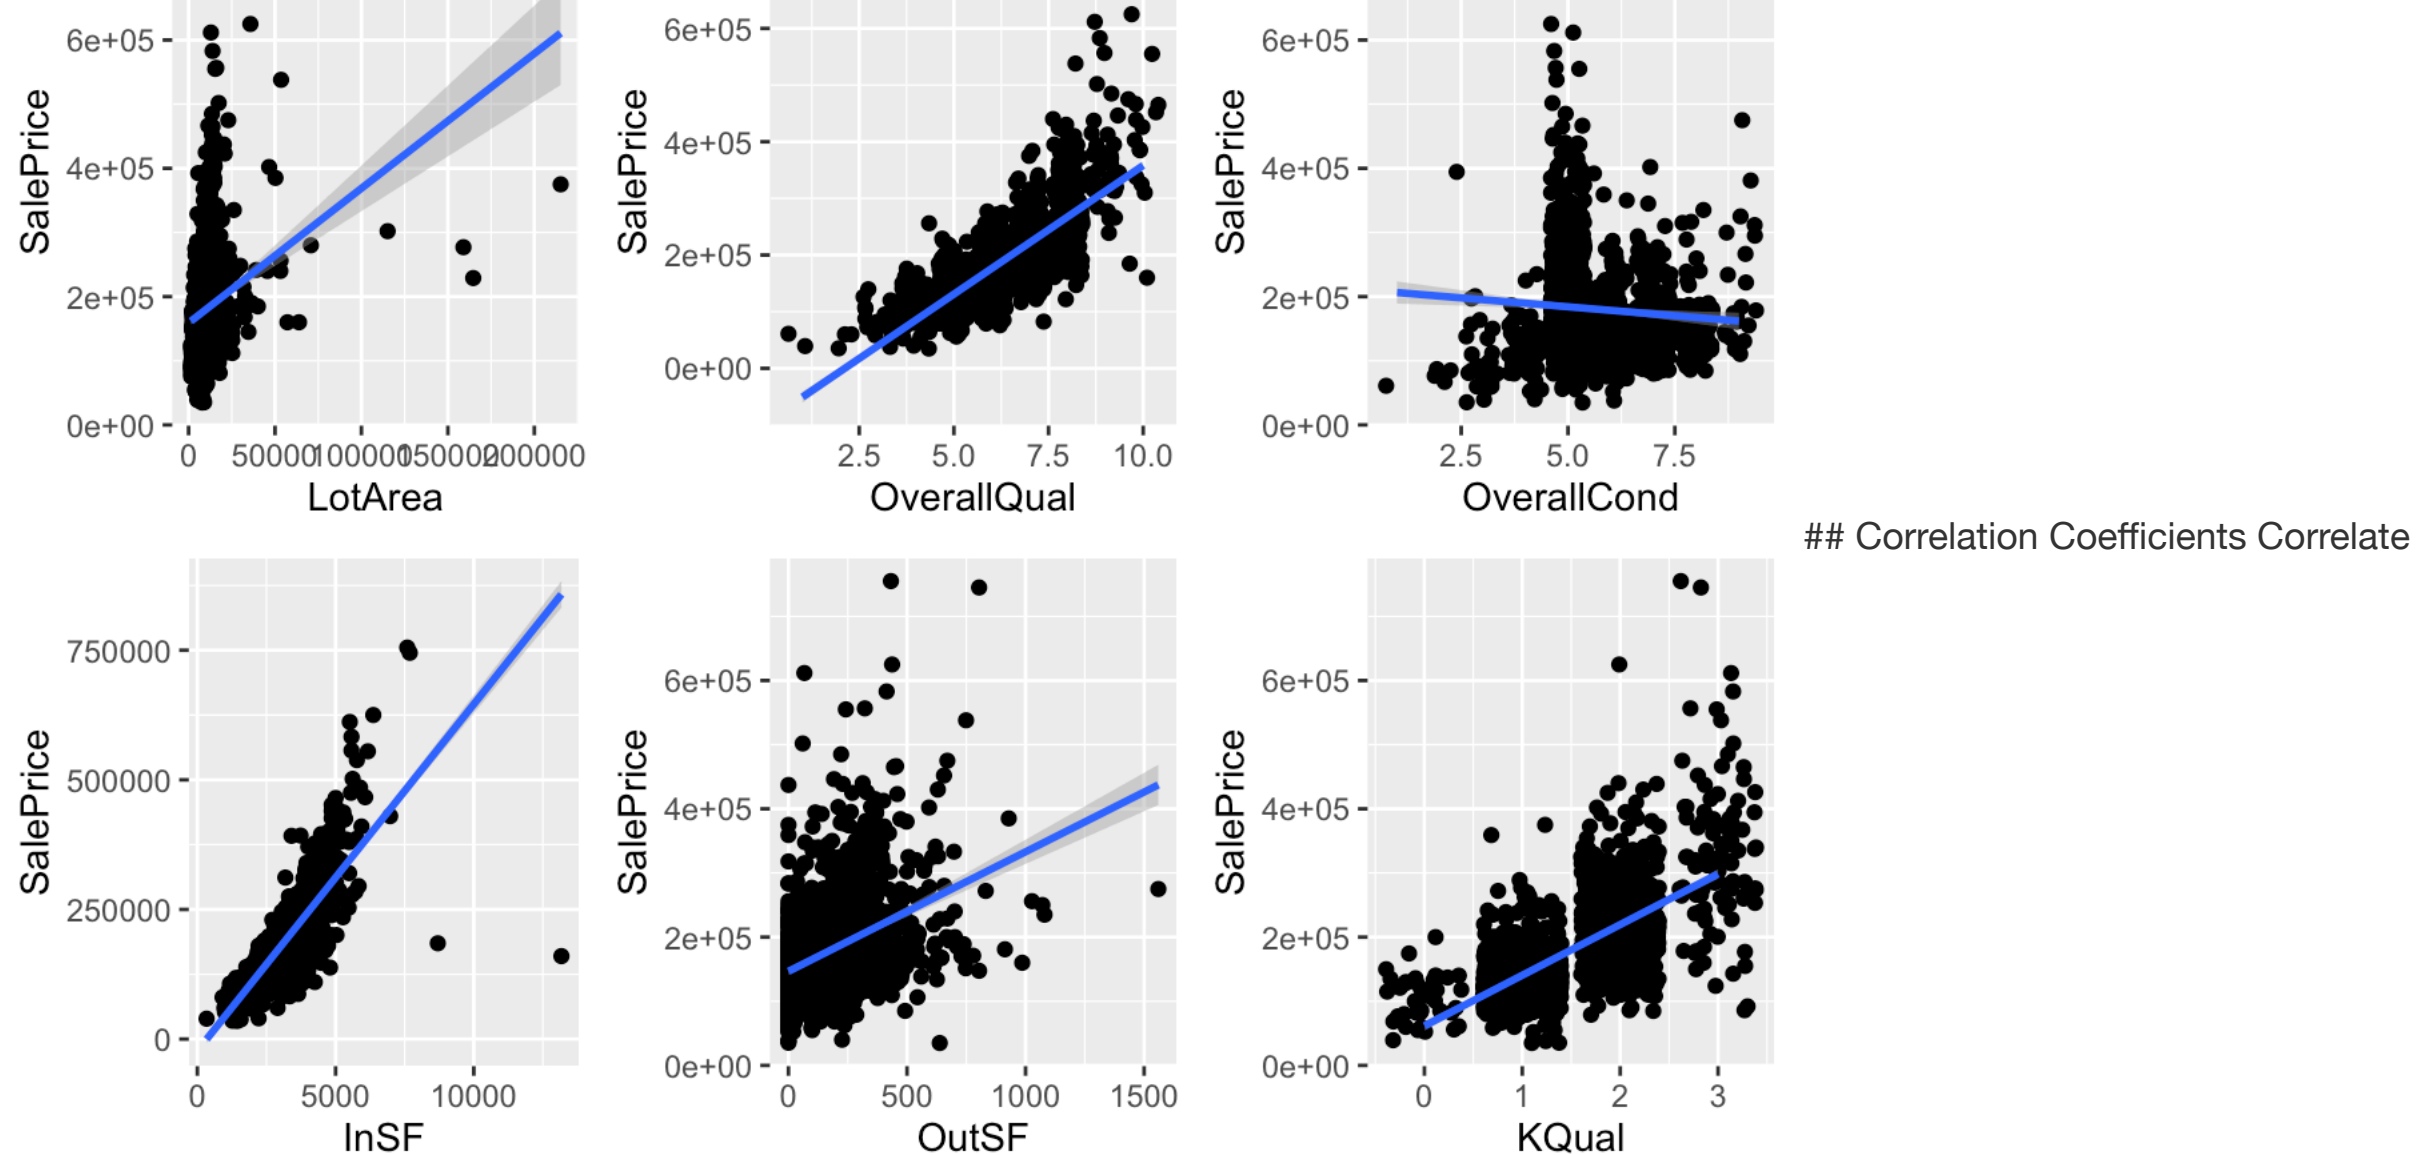 SalePrice
6e+05
4e+05
2e+05
0e+00
0 50000 100000 150000 200000
LotArea
SalePrice
6e+05
4e+05
2e+05
0e+00
2.5 5.0 7.5 10.0
OverallQual
SalePrice
6e+05
4e+05
2e+05
0e+00
2.5 5.0 7.5
OverallCond
## Correlation Coefficients Correlate
SalePrice
750000
500000
250000
0
0 5000 10000
InSF
SalePrice
6e+05
4e+05
2e+05
0e+00
0 500 1000 1500
OutSF
SalePrice
6e+05
4e+05
2e+05
0e+00
0 1 2 3
KQual